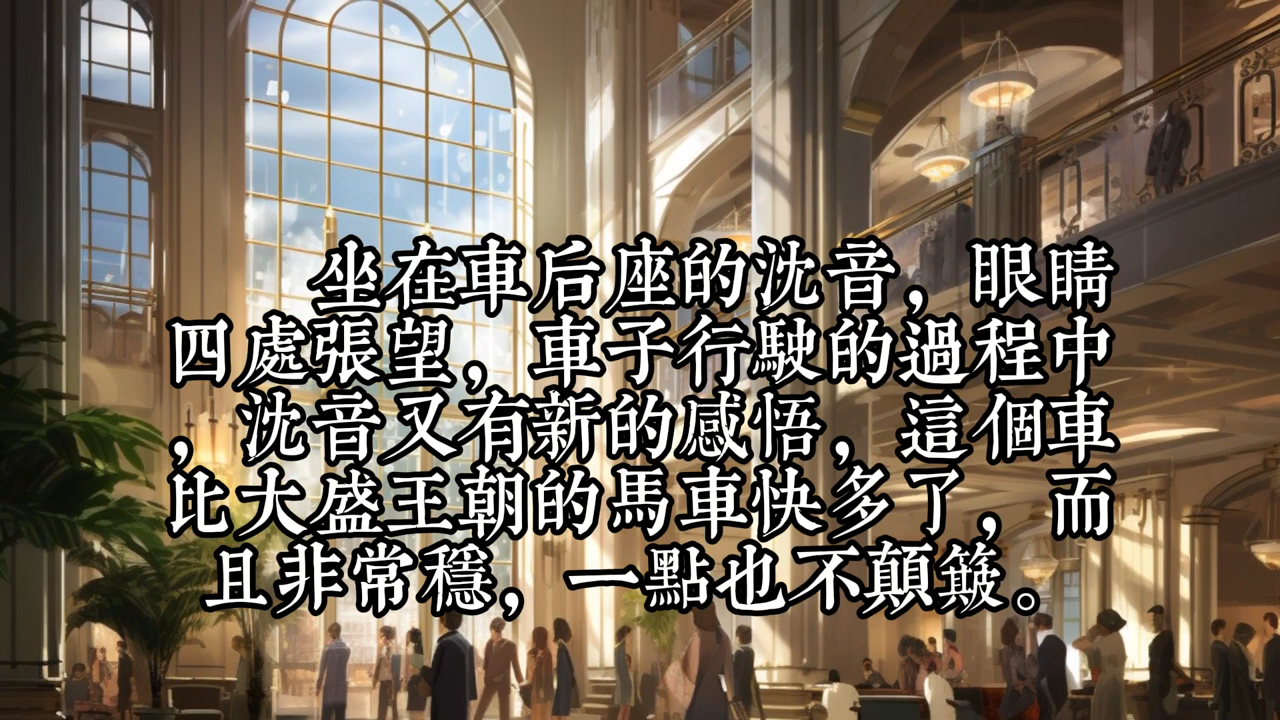 坐在車后座的沈音，眼睛
四處張望，車子行駛的過程中
，沈音又有新的感悟，這個車
比大盛王朝的馬車快多了，而
且非常穩，一點也不顛簸。